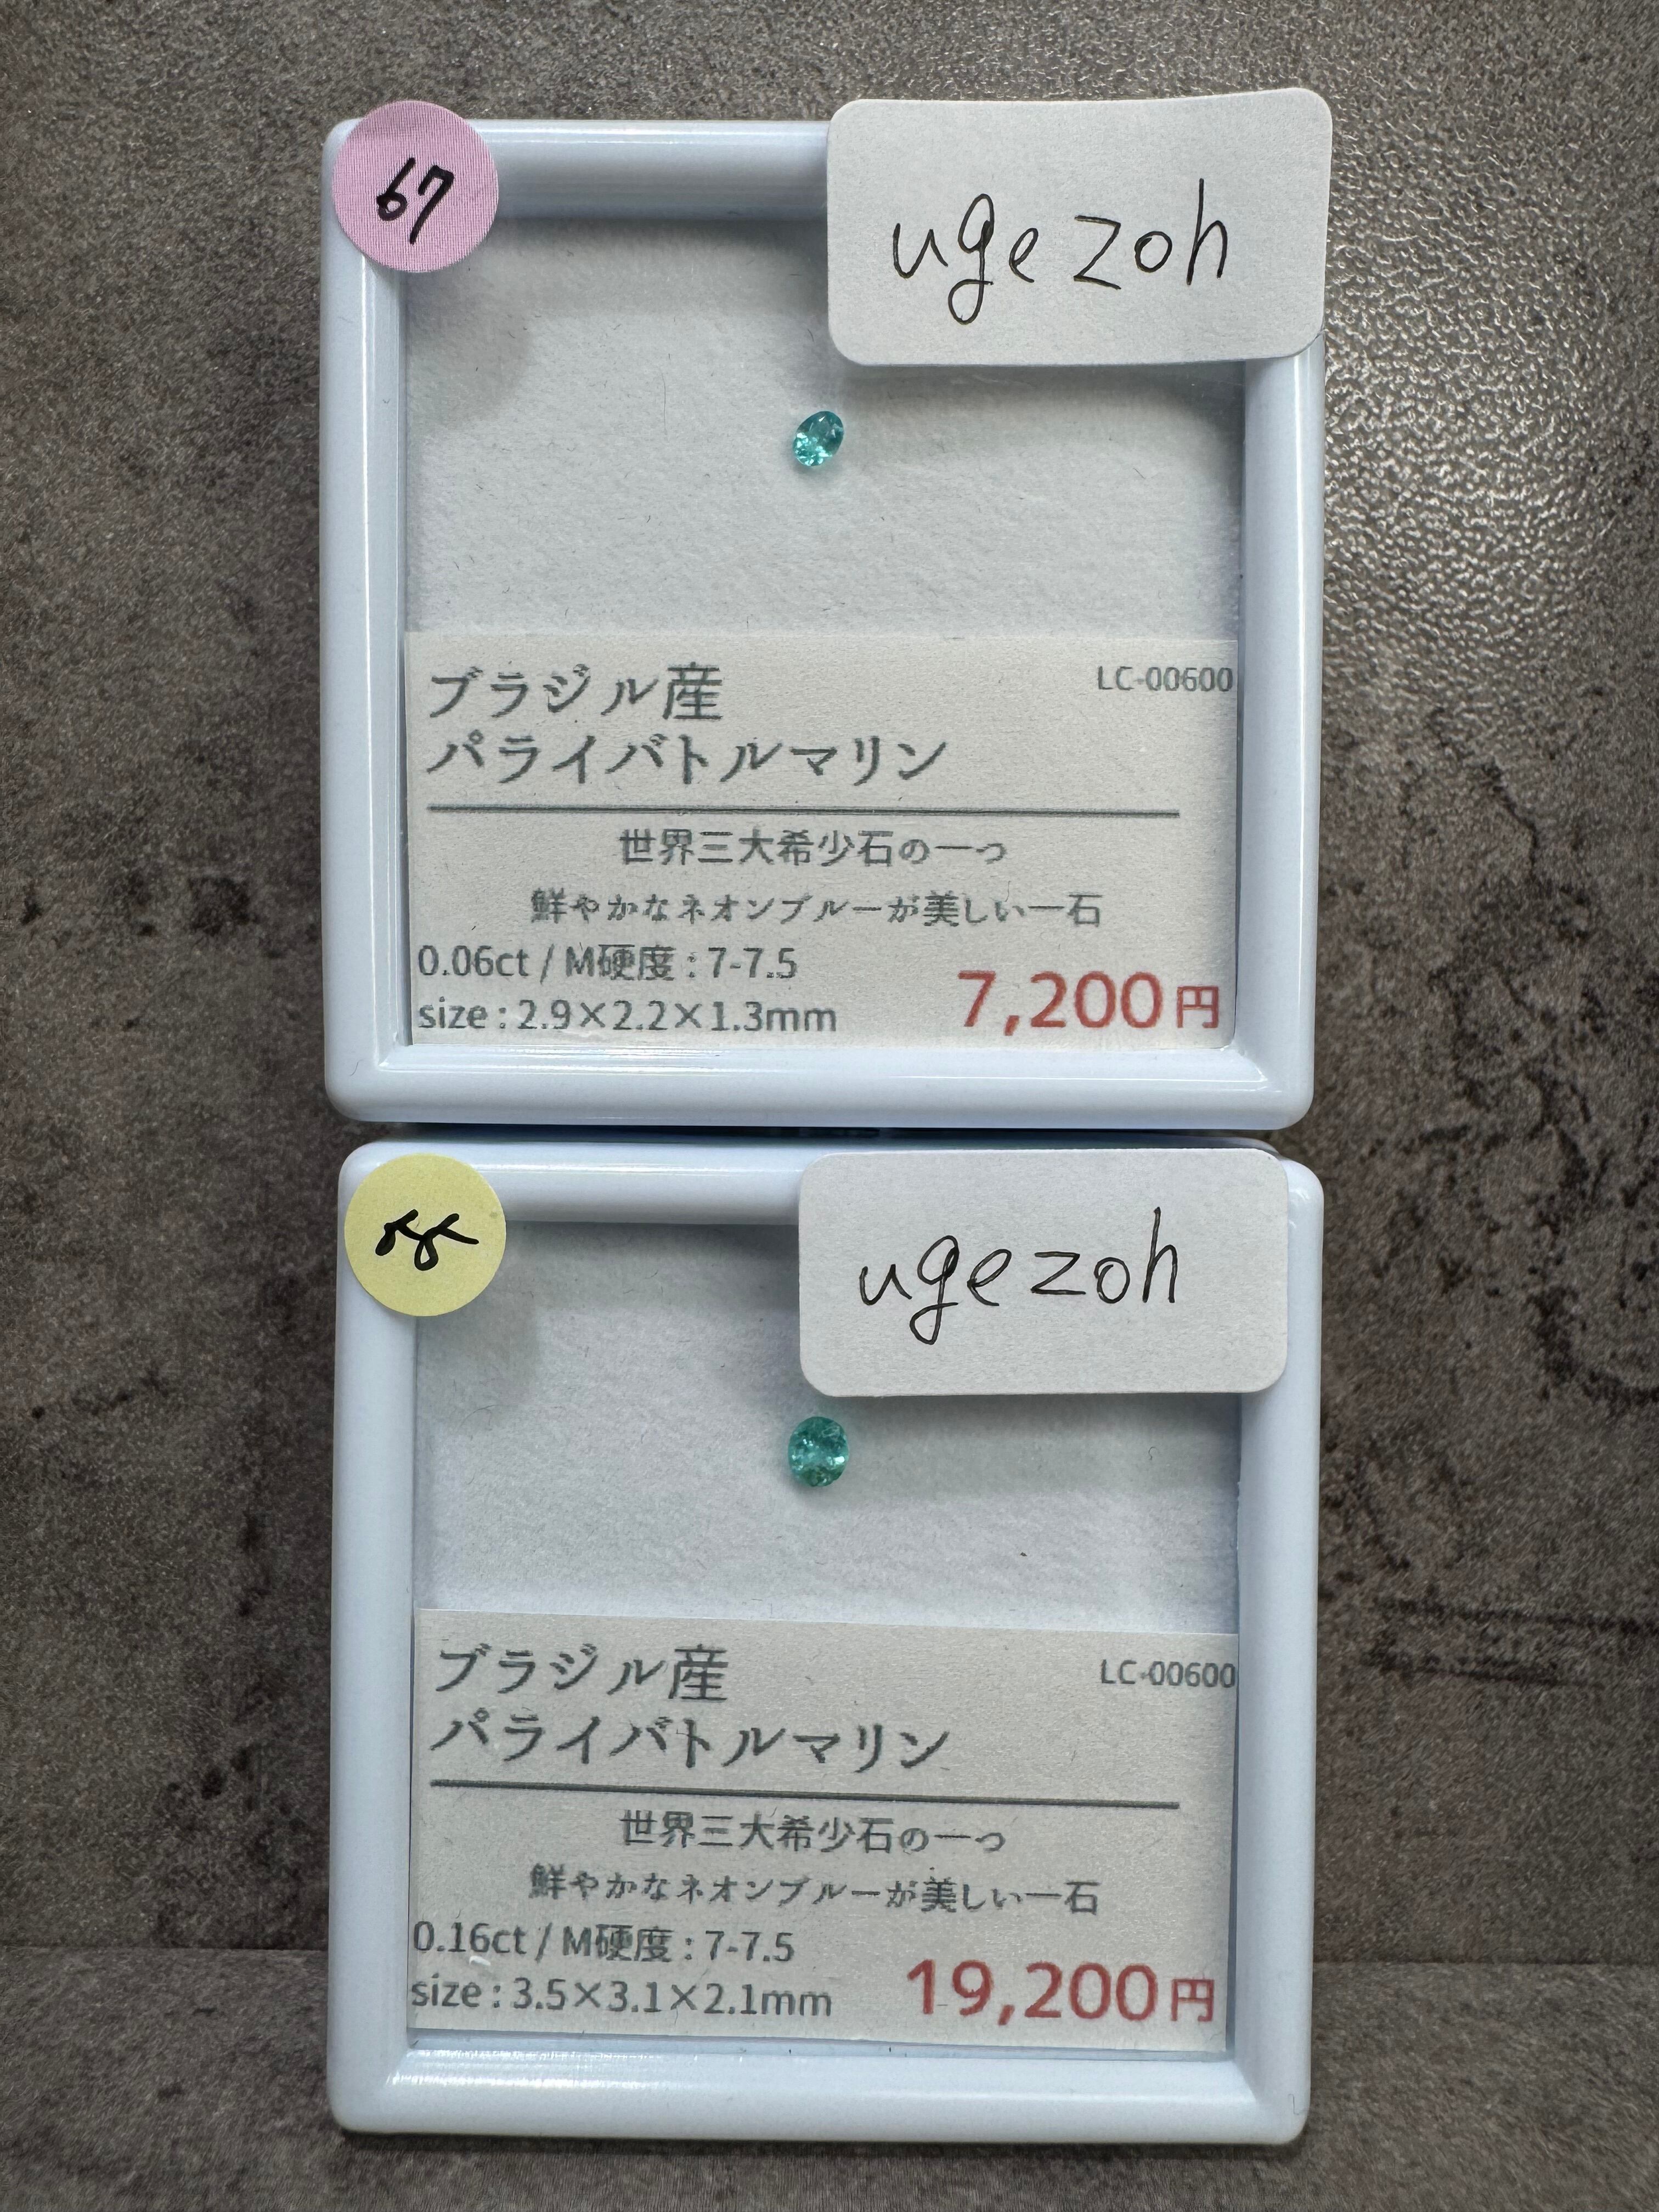 67
ugezoh
ブラジル産
LC-00600
パライバトルマリン
世界三大希少石の一つ
鮮やかなネオンブルーが美しい一石
0.06ct / M硬度 : 7-7.5
size : 2.9×2.2×1.3mm
7,200円
ugezoh
ブラジル産
LC-00600
パライバトルマリン
世界三大希少石の一つ
鮮やかなネオンブルーが美しい一石
0.16ct / M硬度 : 7-7.5
size : 3.5×3.1×2.1mm
19,200円